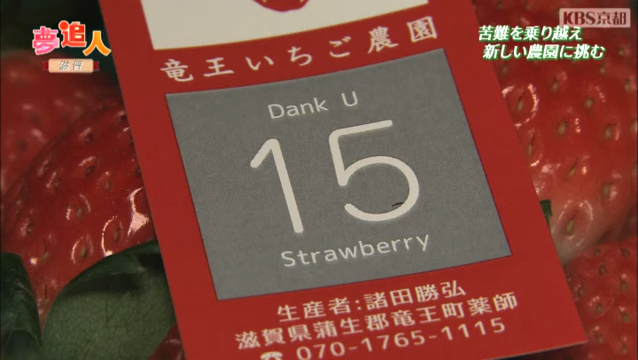 夢追人
滋賀
KBS京都
苦難を乗り越え
新しい農園に挑む
竜王いちご農園
Dank U
15
Strawberry
生産者:諸田勝弘
滋賀県蒲生郡竜王町薬師
☎070-1765-1115